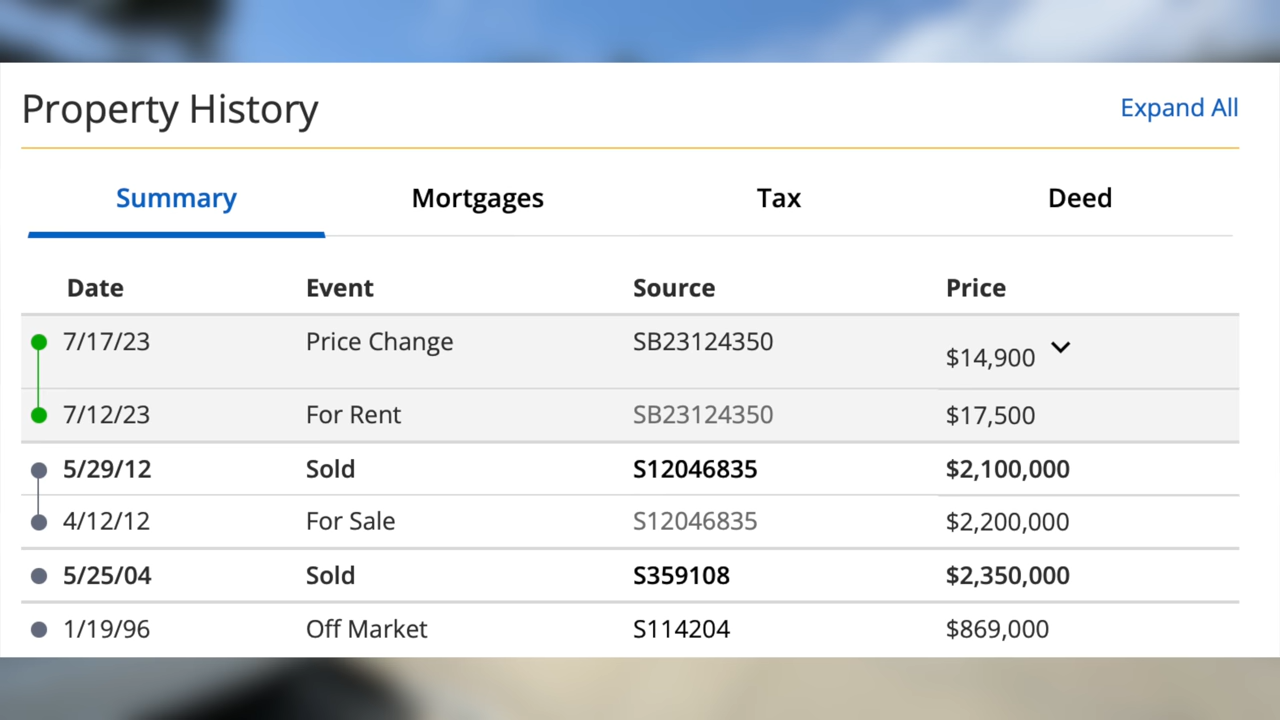 Property History Expand All
Summary Mortgages Tax Deed
Date Event Source Price
7/17/23 Price Change SB23124350 $14,900
7/12/23 For Rent SB23124350 $17,500
5/29/12 Sold S12046835 $2,100,000
4/12/12 For Sale S12046835 $2,200,000
5/25/04 Sold S359108 $2,350,000
1/19/96 Off Market S114204 $869,000